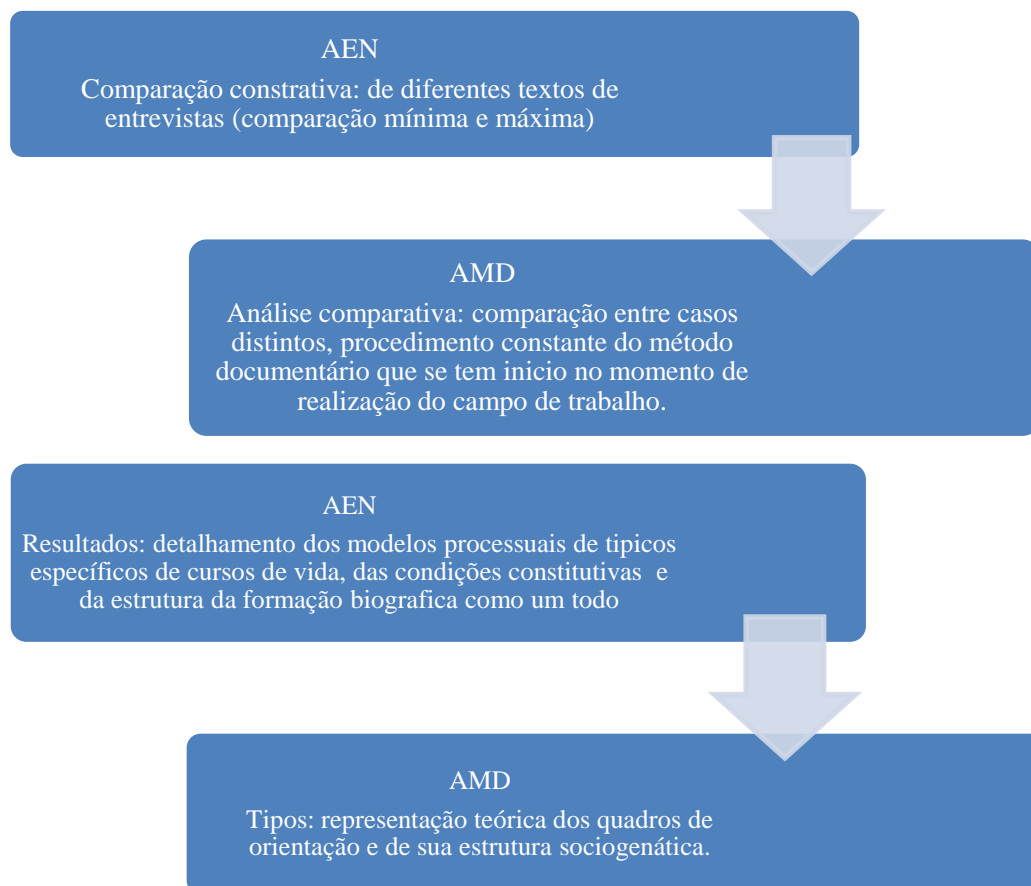 AEN
Comparação constrativa: de diferentes textos de
entrevistas (comparação mínima e máxima)
AMD
Análise comparativa: comparação entre casos
distintos, procedimento constante do método
documentário que se tem inicio no momento de
realização do campo de trabalho.
AEN
Resultados: detalhamento dos modelos processuais de tipicos
específicos de cursos de vida, das condições constitutivas e
da estrutura da formação biografica como um todo
AMD
Tipos: representação teórica dos quadros de
orientação e de sua estrutura sociogenática.